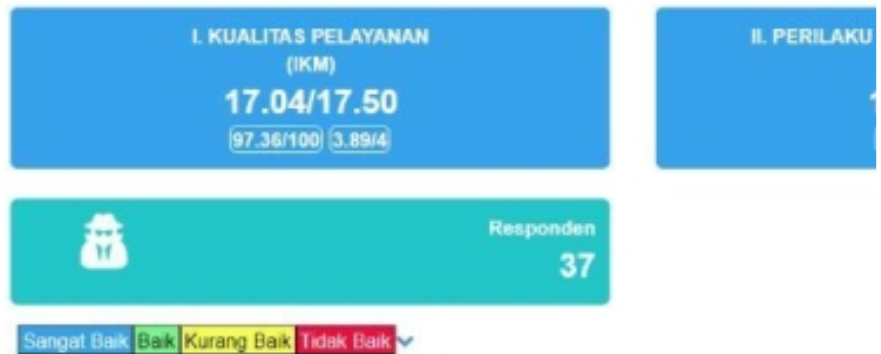 I. KUALITAS PELAYANAN
(IKM)
17.04/17.50
97.36/100 3.89/4
II. PERILAKU
Responden
37
Sangat Baik Baik Kurang Baik Tidak Baik